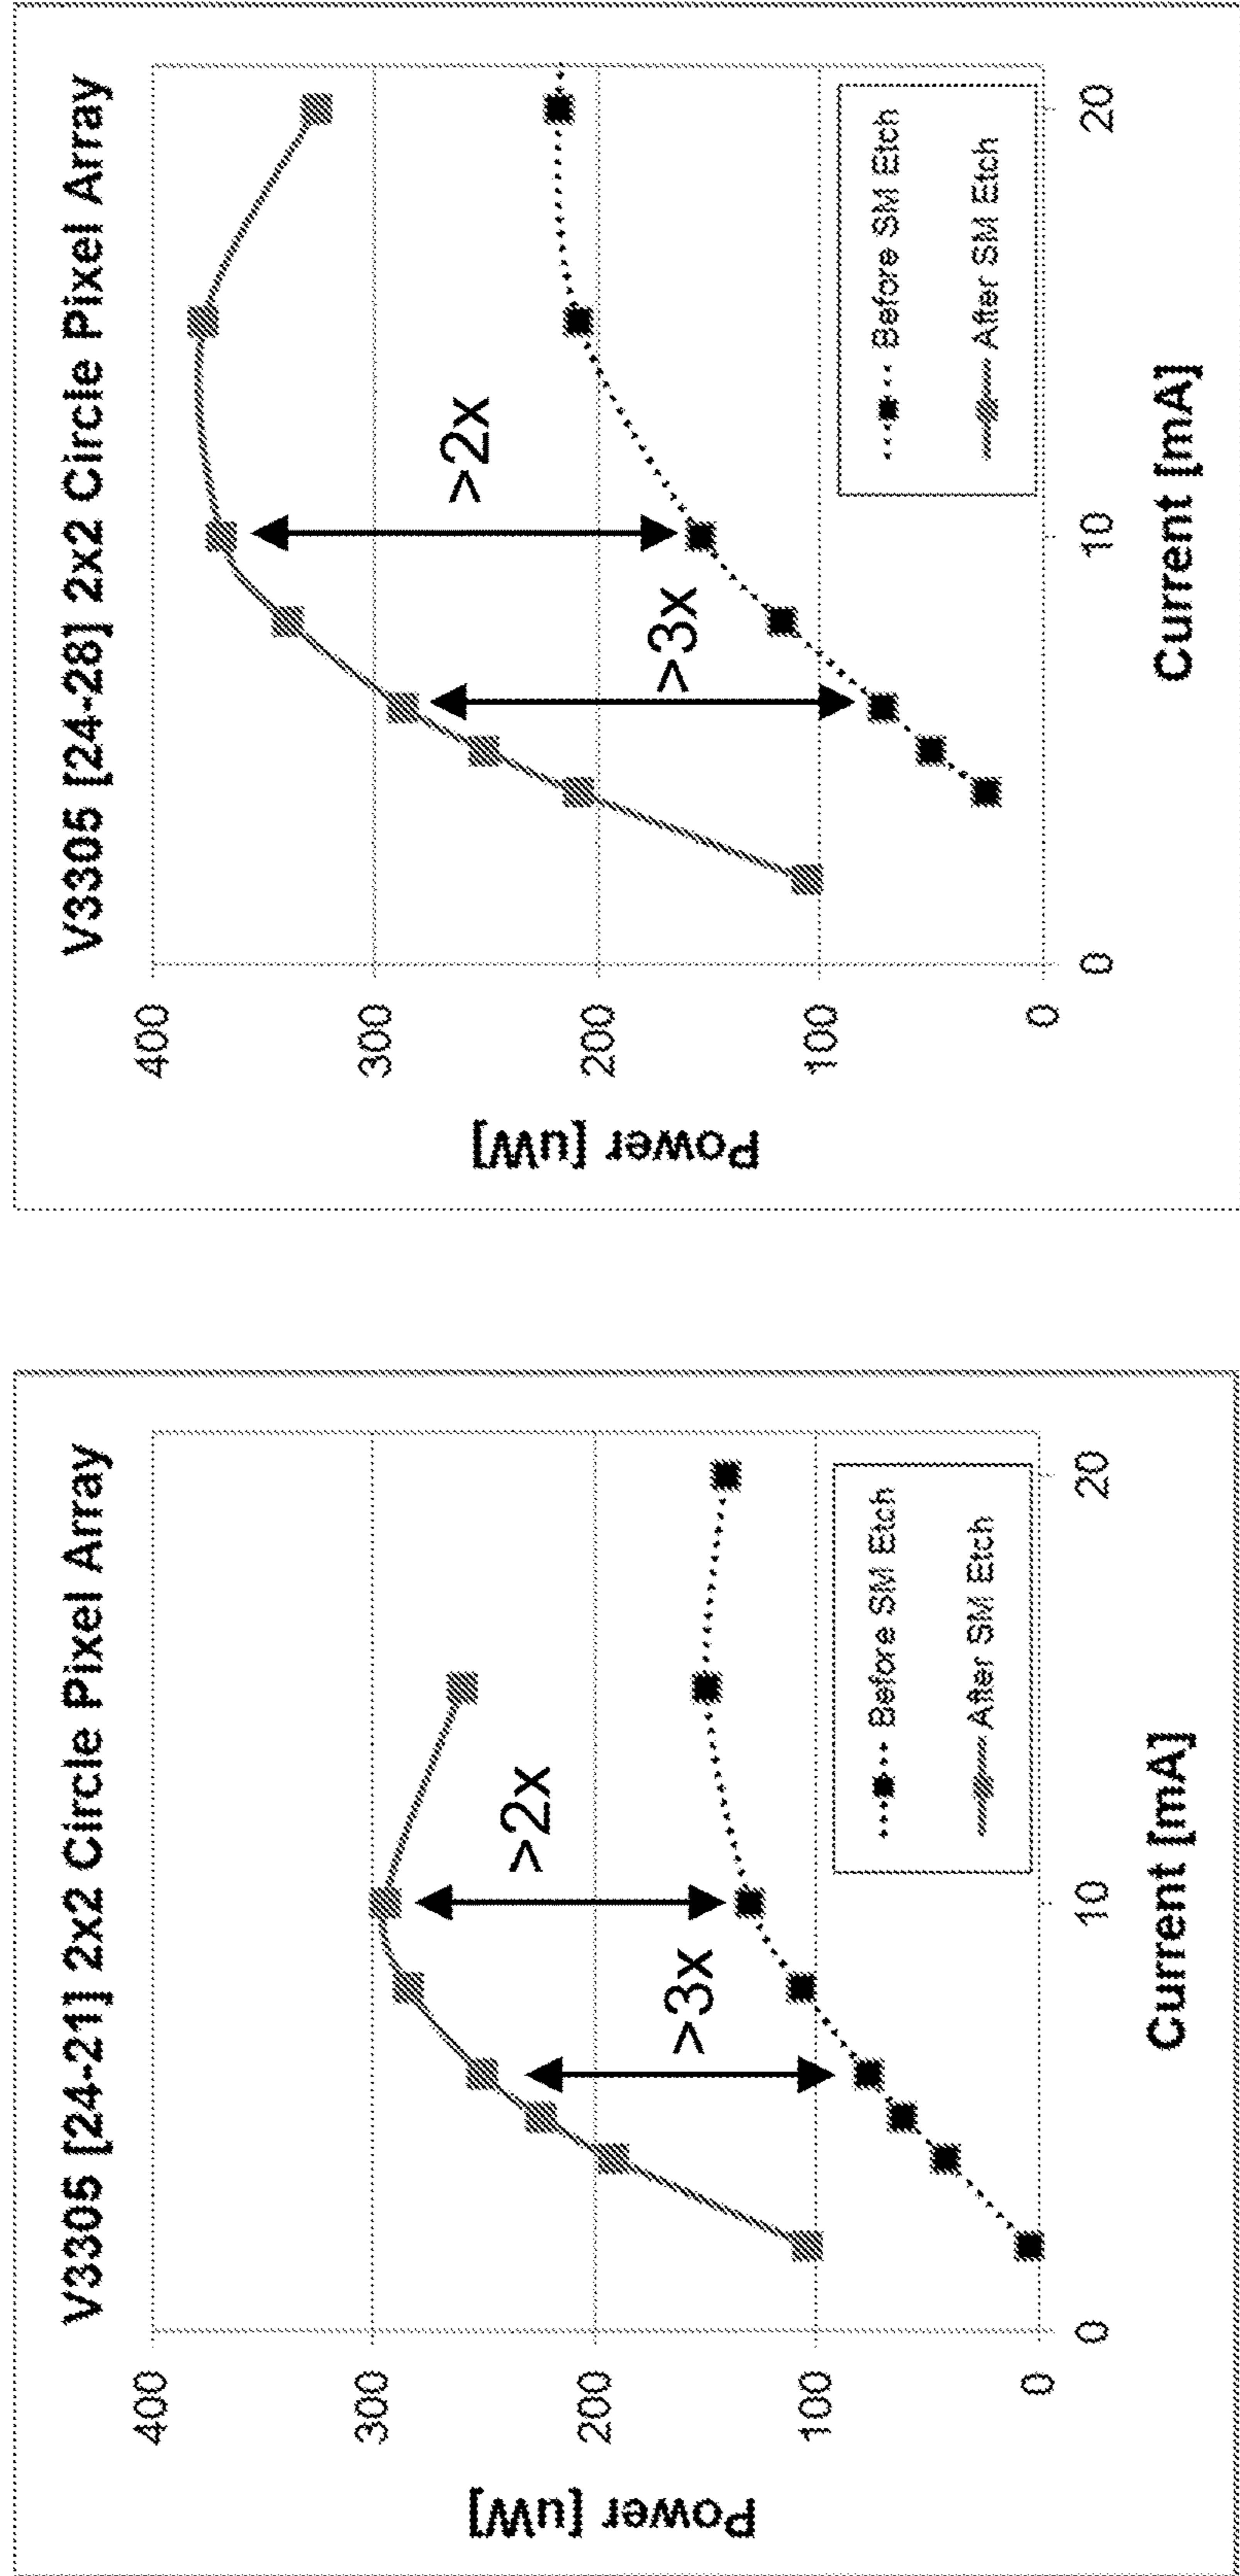 V3305 [24-21] 2x2 Circle Pixel Array
Power [uW]
400
300
200
100
0
>3x
>2x
Before SM Etch
After SM Etch
0
10
20
Current [mA]
V3305 [24-28] 2x2 Circle Pixel Array
Power [uW]
400
300
200
100
0
>3x
>2x
Before SM Etch
After SM Etch
0
10
20
Current [mA]